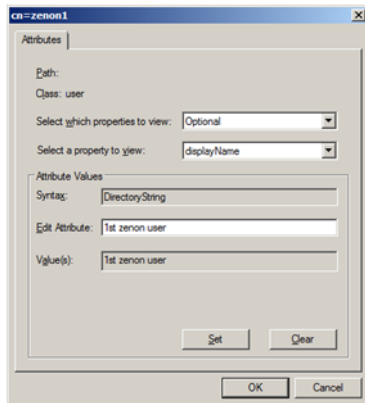 cn=zenon1
Attributes
Path:
Class: user
Select which properties to view: Optional
Select a property to view: displayName
Attribute Values
Syntax: DirectoryString
Edit Attribute: 1st zenon user
Value(s): 1st zenon user
Set Clear
OK Cancel